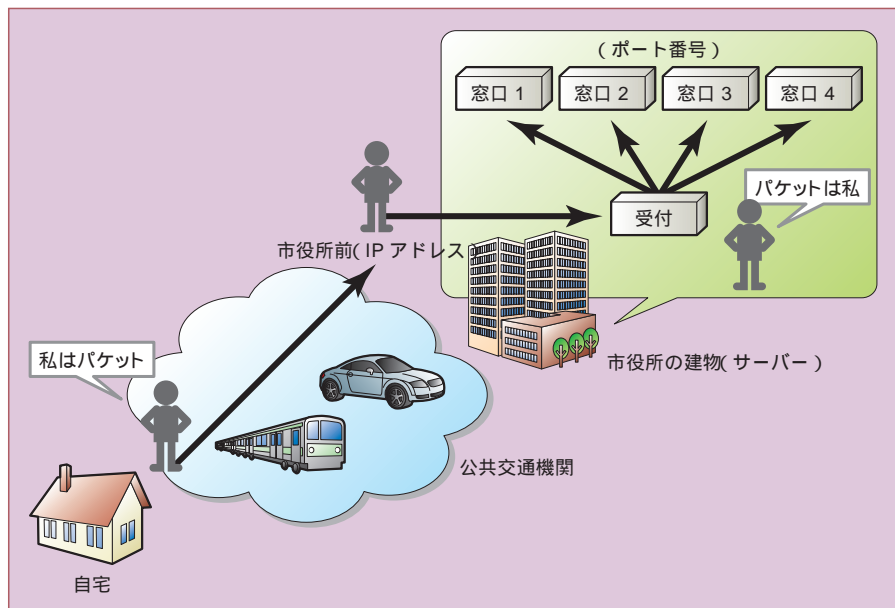 (ポート番号)
窓口 1
窓口 2
窓口 3
窓口 4
受付
パケットは私
市役所前(IP アドレス)
市役所の建物(サーバー)
私はパケット
公共交通機関
自宅